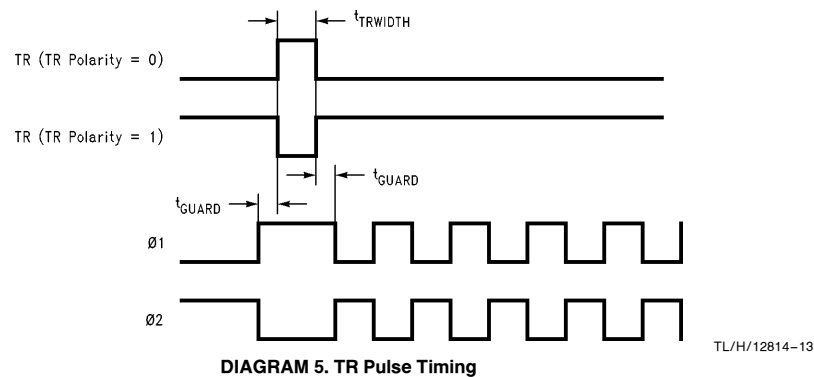 tTRWIDTH
TR (TR Polarity = 0)
TR (TR Polarity = 1)
tGUARD
tGUARD
Ø1
Ø2
TL/H/12814–13
DIAGRAM 5. TR Pulse Timing